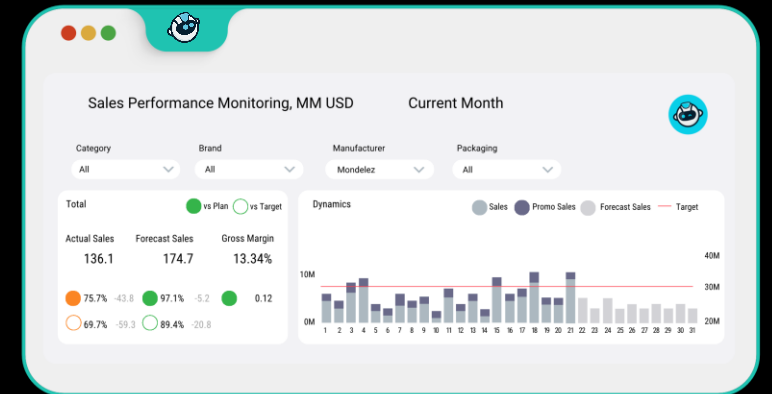 Sales Performance Monitoring, MM USD Current Month
Category Brand Manufacturer Packaging
All All Mondelez All
Total vs Plan vs Target
Actual Sales Forecast Sales Gross Margin
136.1 174.7 13.34%
75.7% -43.8 97.1% -5.2 0.12
69.7% -59.3 89.4% -20.8
Dynamics Sales Promo Sales Forecast Sales Target
40M
10M 30M
0M 20M
1 2 3 4 5 6 7 8 9 10 11 12 13 14 15 16 17 18 19 20 21 22 23 24 25 26 27 28 29 30 31